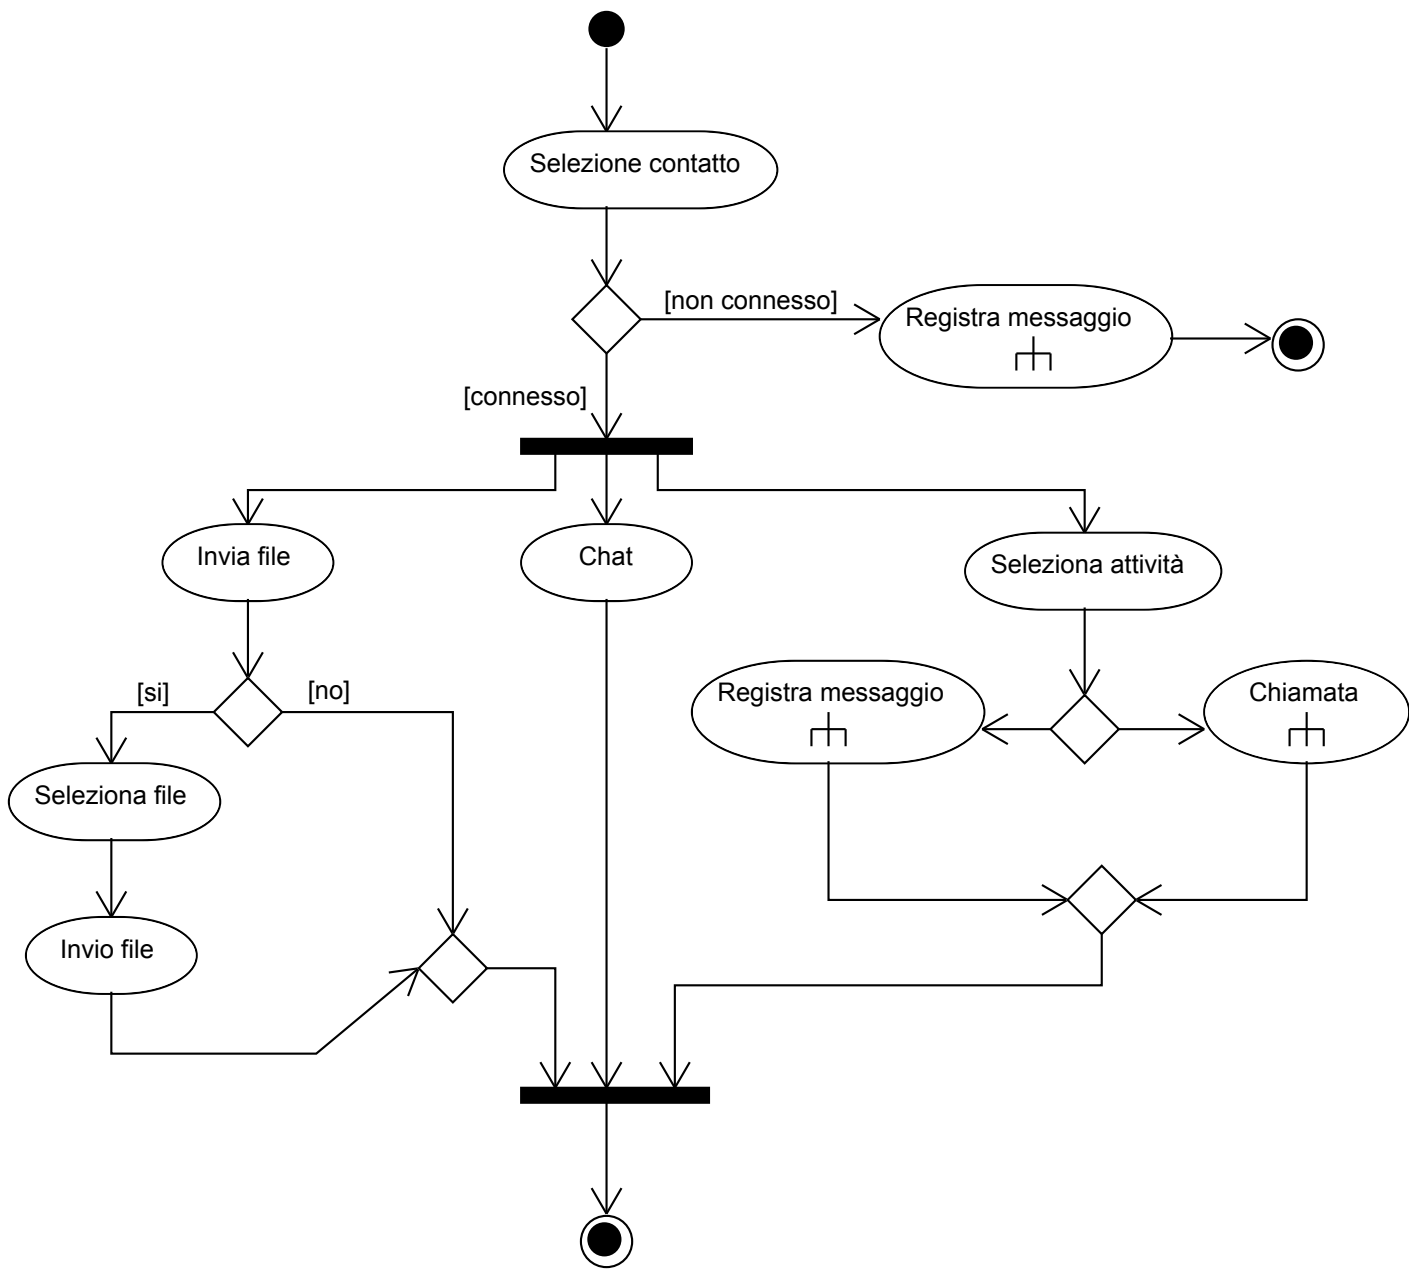 Selezione contatto
[non connesso]
Registra messaggio
[connesso]
Invia file
Chat
Seleziona attività
[si]
[no]
Registra messaggio
Chiamata
Seleziona file
Invio file